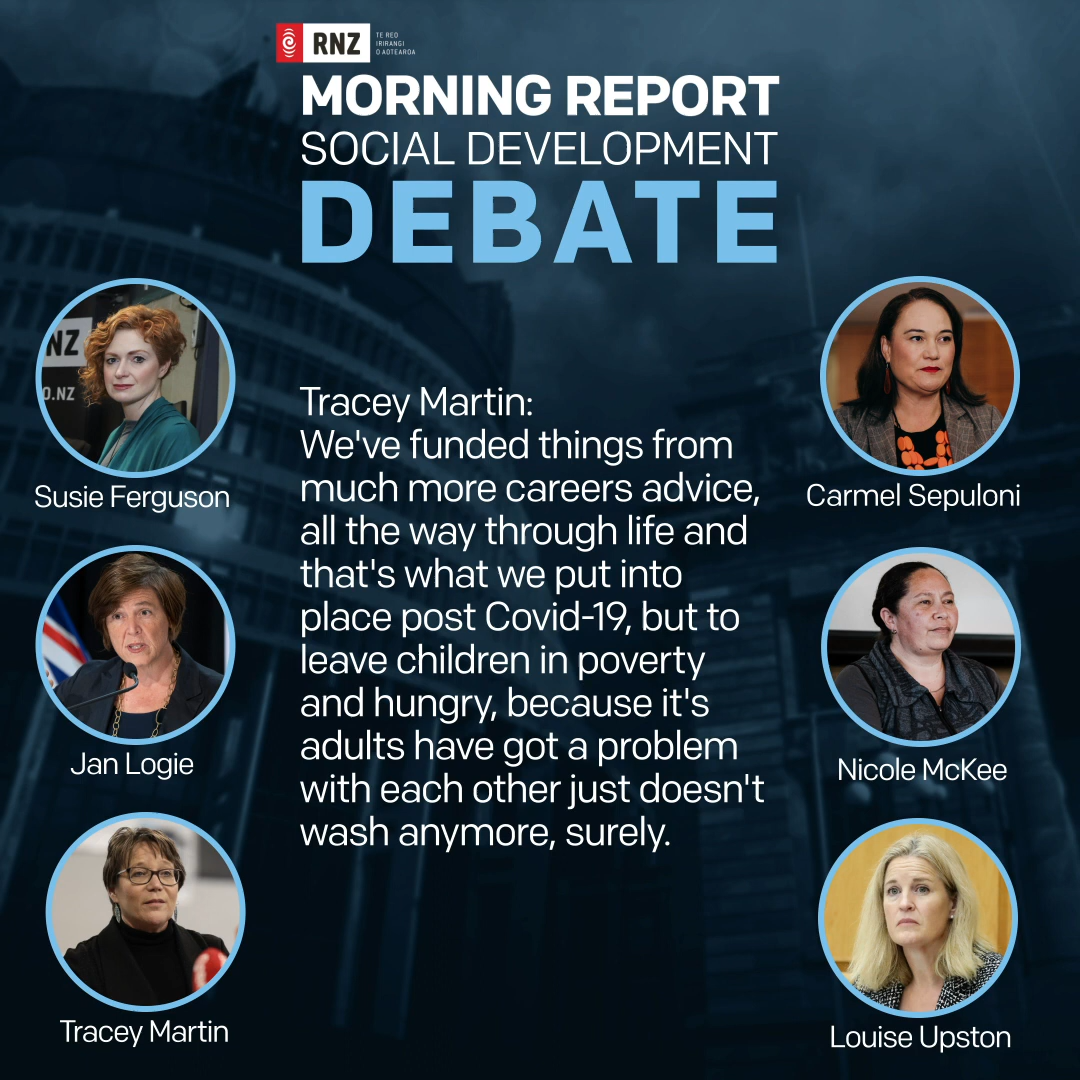 RNZ
TE REO
IRIRANGI
O AOTEAROA
MORNING REPORT
SOCIAL DEVELOPMENT
DEBATE
NZ
O.NZ
Susie Ferguson
Carmel Sepuloni
Tracey Martin:
We've funded things from
much more careers advice,
all the way through life and
that's what we put into
place post Covid-19, but to
leave children in poverty
and hungry, because it's
adults have got a problem
with each other just doesn't
wash anymore, surely.
Jan Logie
Nicole McKee
Tracey Martin
Louise Upston